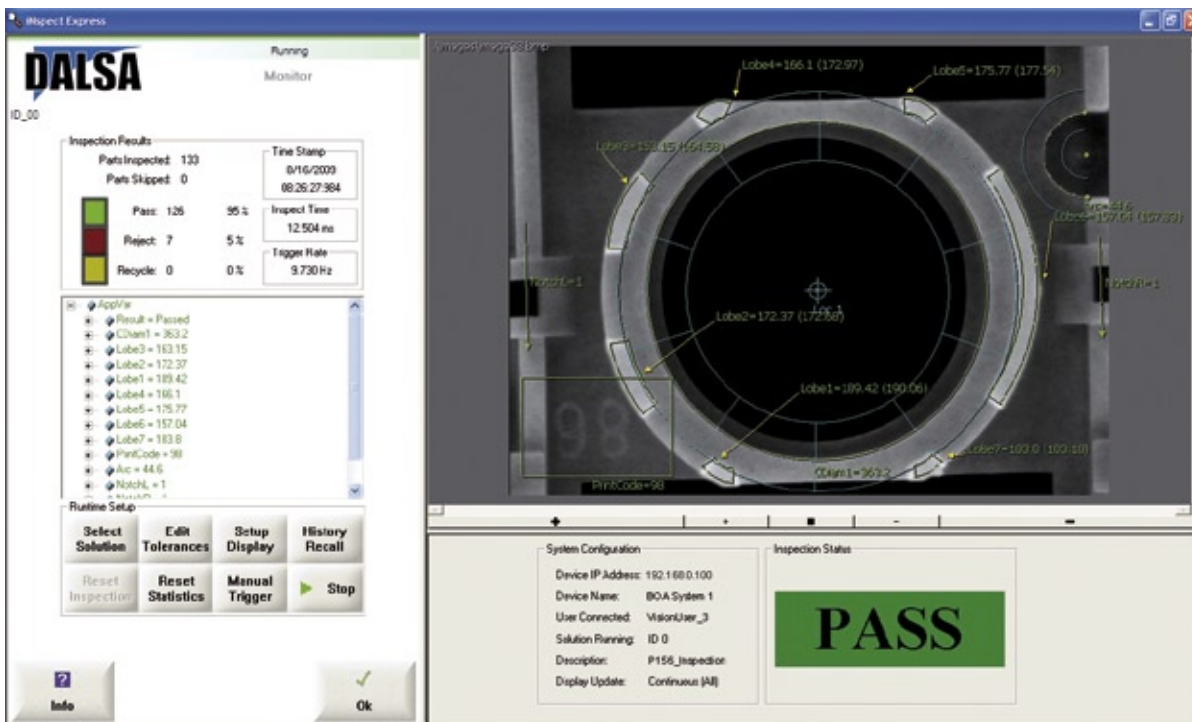 iNspect Express
DALSA
Running
Monitor
ID_00
Inspection Results
Parts Inspected: 133
Parts Skipped: 0
Pass: 126 95 %
Reject: 7 5 %
Recycle: 0 0 %
Time Stamp
8/16/2009
08:26:27:984
Inspect Time
12.504 ms
Trigger Rate
9.730 Hz
AppVar
Result = Passed
CDiam1 = 363.2
Lobe3 = 163.15
Lobe2 = 172.37
Lobe1 = 189.42
Lobe4 = 166.1
Lobe5 = 175.77
Lobe6 = 157.04
Lobe7 = 183.8
PrintCode = 98
Arc = 44.6
NotchL = 1
Runtime Setup
Select Solution
Edit Tolerances
Setup Display
History Recall
Reset Inspection
Reset Statistics
Manual Trigger
Stop
Info
Ok
Lobe4=166.1 (172.97)
Lobe5=175.77 (177.54)
Arc=44.6
NotchL=1
NotchR=1
Loc 1
Lobe2=172.37
Lobe1=189.42 (190.06)
98
CDiam1=363.2
PrintCode=98
System Configuration
Device IP Address: 192.168.0.100
Device Name: BOA System 1
User Connected: VisionUser_3
Solution Running: ID 0
Description: P156_Inspection
Display Update: Continuous (All)
Inspection Status
PASS